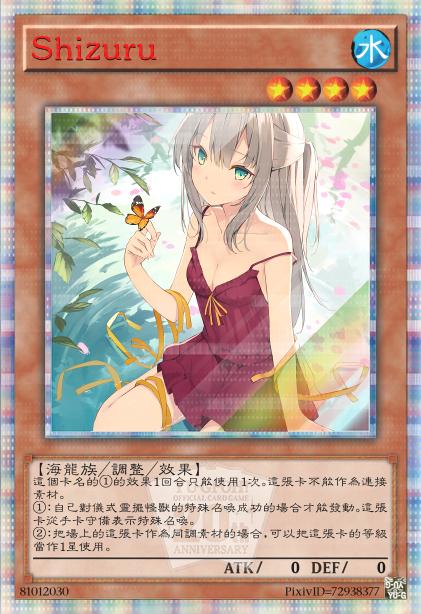 Shizuru
水
【海龍族/調整/效果】
這個卡名的①的效果1回合只能使用1次。這張卡不能作為連接
素材。
①:自己對儀式靈擺怪獸的特殊召喚成功的場合才能發動。這張
卡從手卡守備表示特殊召喚。
②:把場上的這張卡作為同調素材的場合,可以把這張卡的等級
當作1星使用。
OFFICIAL CARD GAME
20th
ANNIVERSARY
ATK/ 0 DEF/ 0
81012030
PixivID=72938377